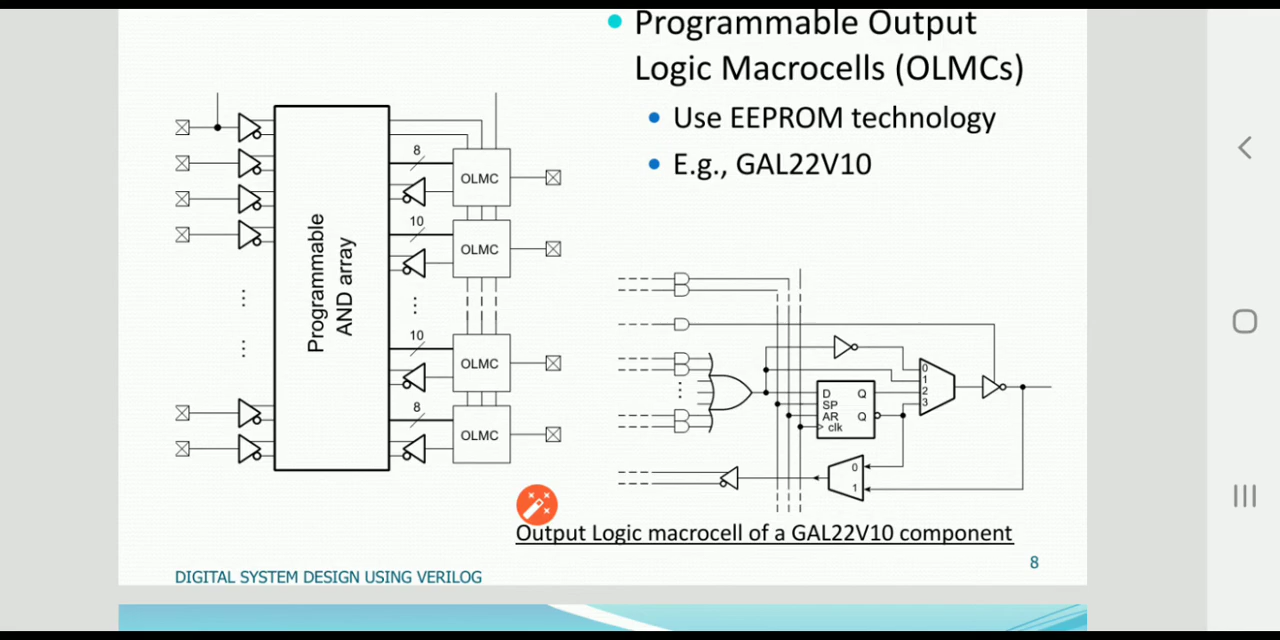 Programmable Output
Logic Macrocells (OLMCs)
Use EEPROM technology
E.g., GAL22V10
Programmable
AND array
8
OLMC
10
OLMC
10
OLMC
8
OLMC
D
SP
AR
clk
Q
Q
0
1
2
3
0
1
Output Logic macrocell of a GAL22V10 component
8
DIGITAL SYSTEM DESIGN USING VERILOG